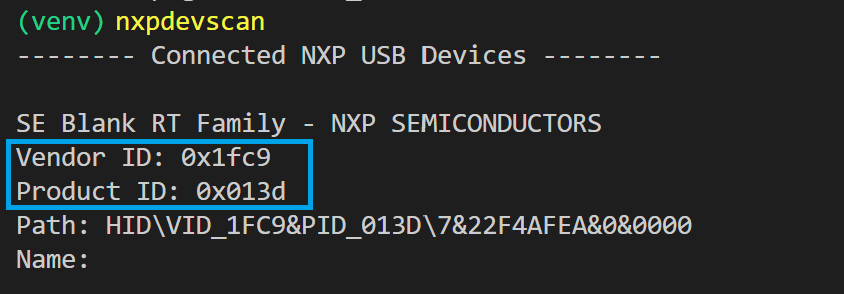 (venv) nxpdevscan
-------- Connected NXP USB Devices --------
SE Blank RT Family - NXP SEMICONDUCTORS
Vendor ID: 0x1fc9
Product ID: 0x013d
Path: HID\VID_1FC9&PID_013D\7&22F4AFEA&0&0000
Name: